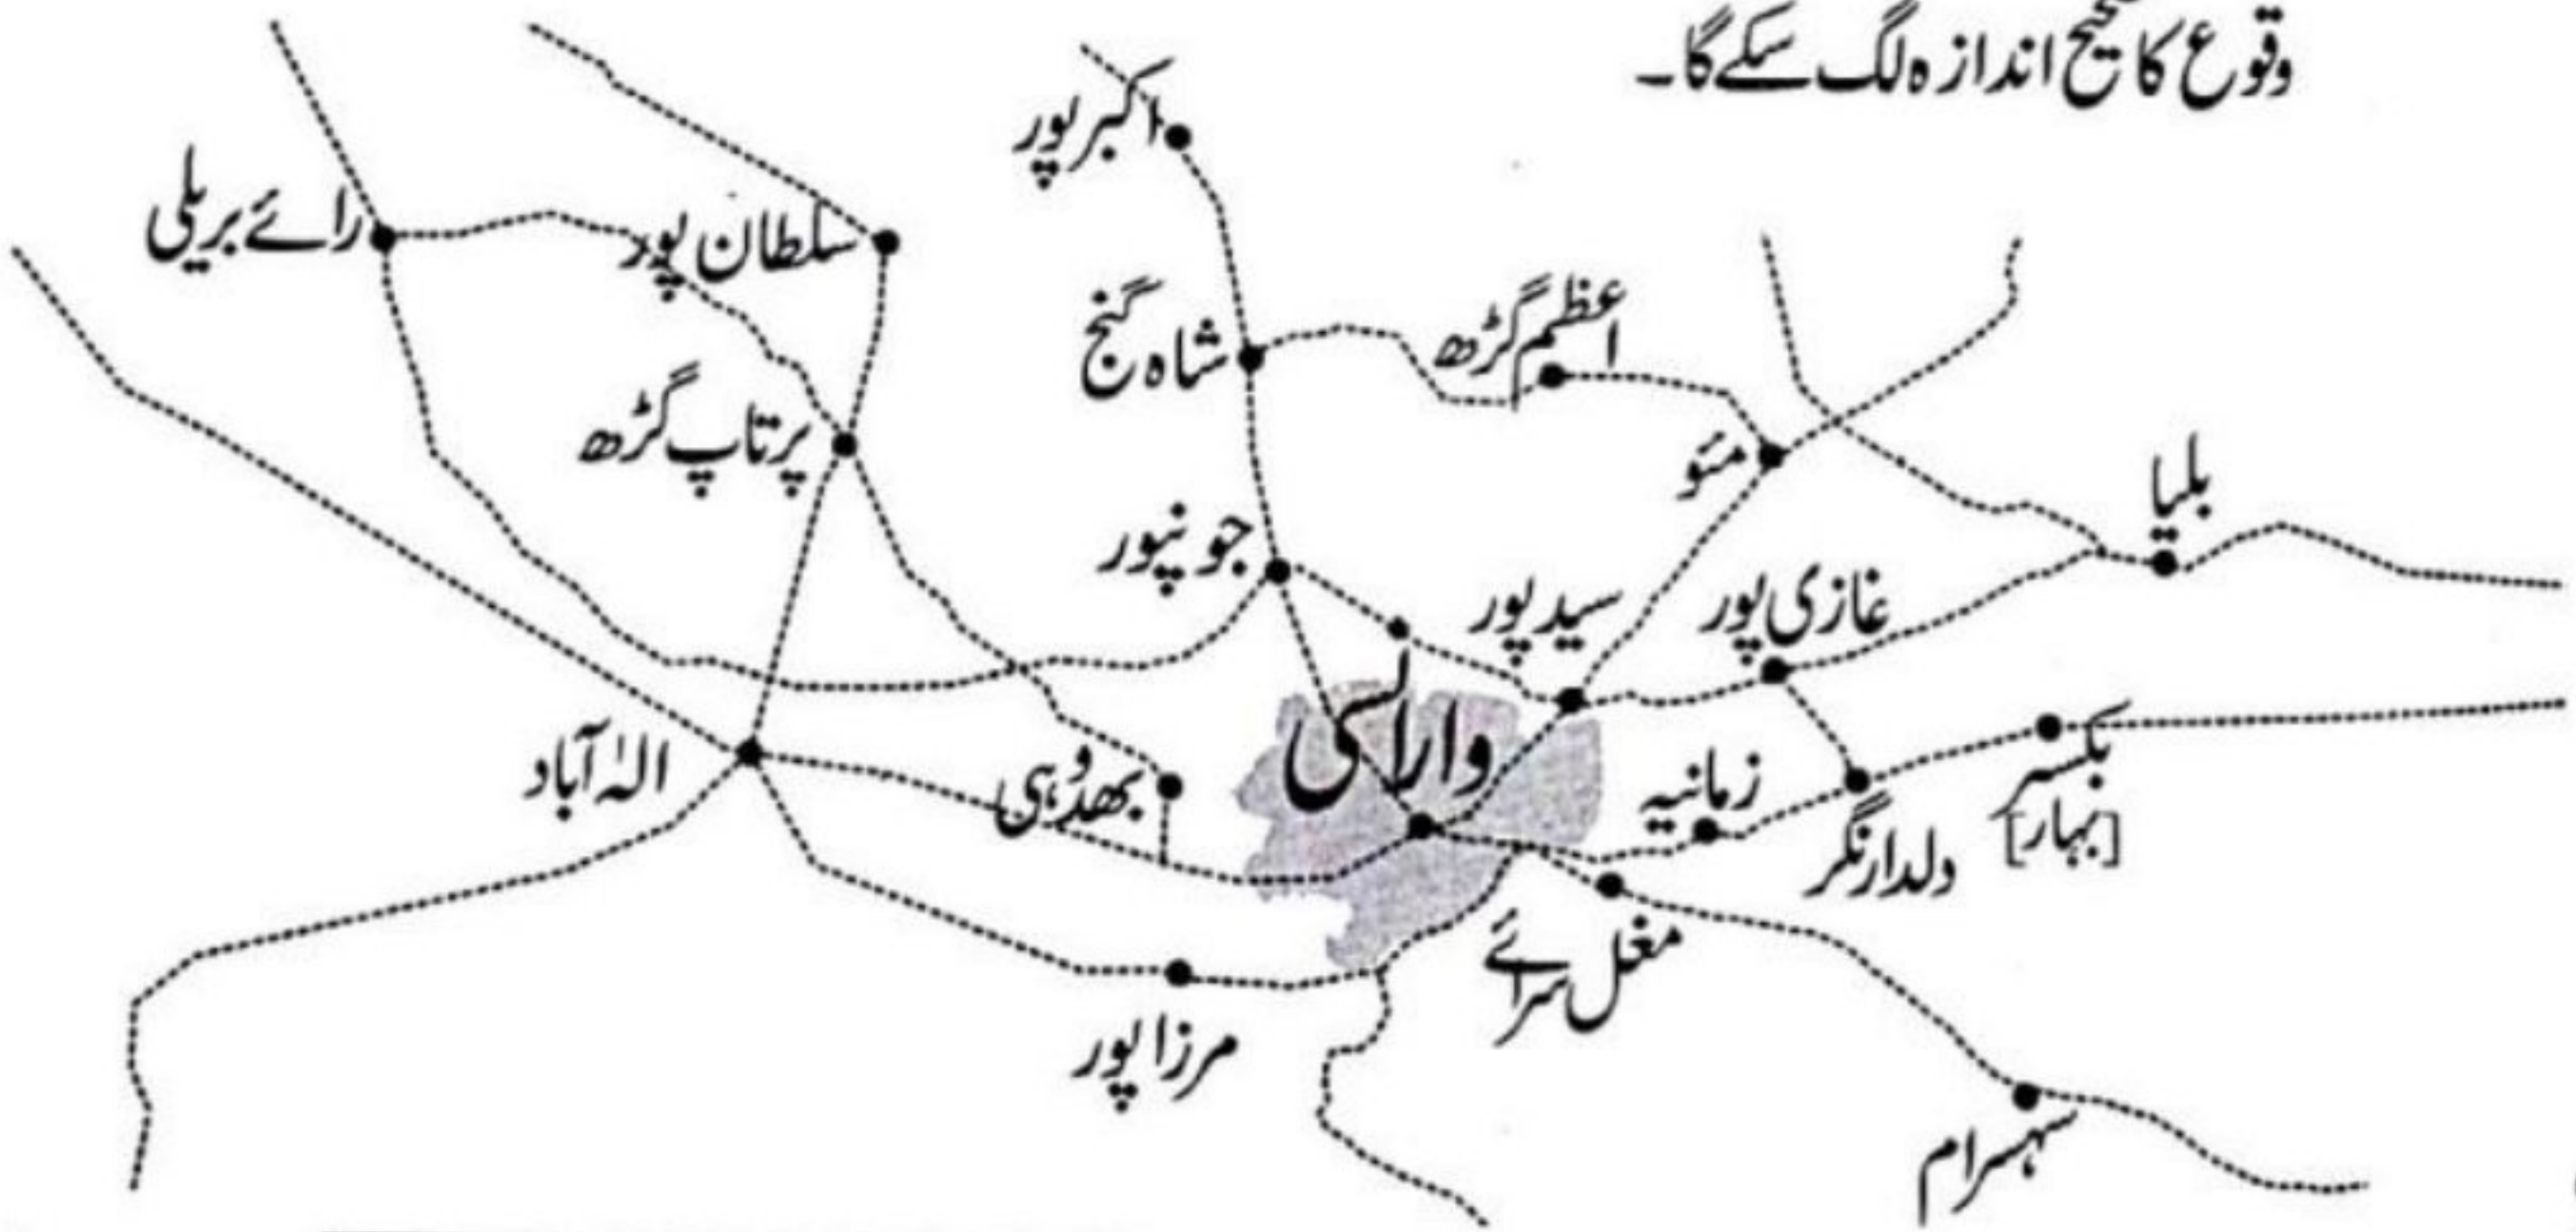 وقوع کا صحیح اندازہ لگ سکے گا۔
اکبر پور
رائے بریلی
سلطان پور
شاہ گنج
اعظم گڑھ
پرتاپ گڑھ
مئو
بلیا
جونپور
سید پور
غازی پور
وارانسی
الہٰ آباد
بھدوہی
زمانیہ
بکسر
[بہار]
دلدار نگر
مغل سرائے
مرزا پور
سہسرام